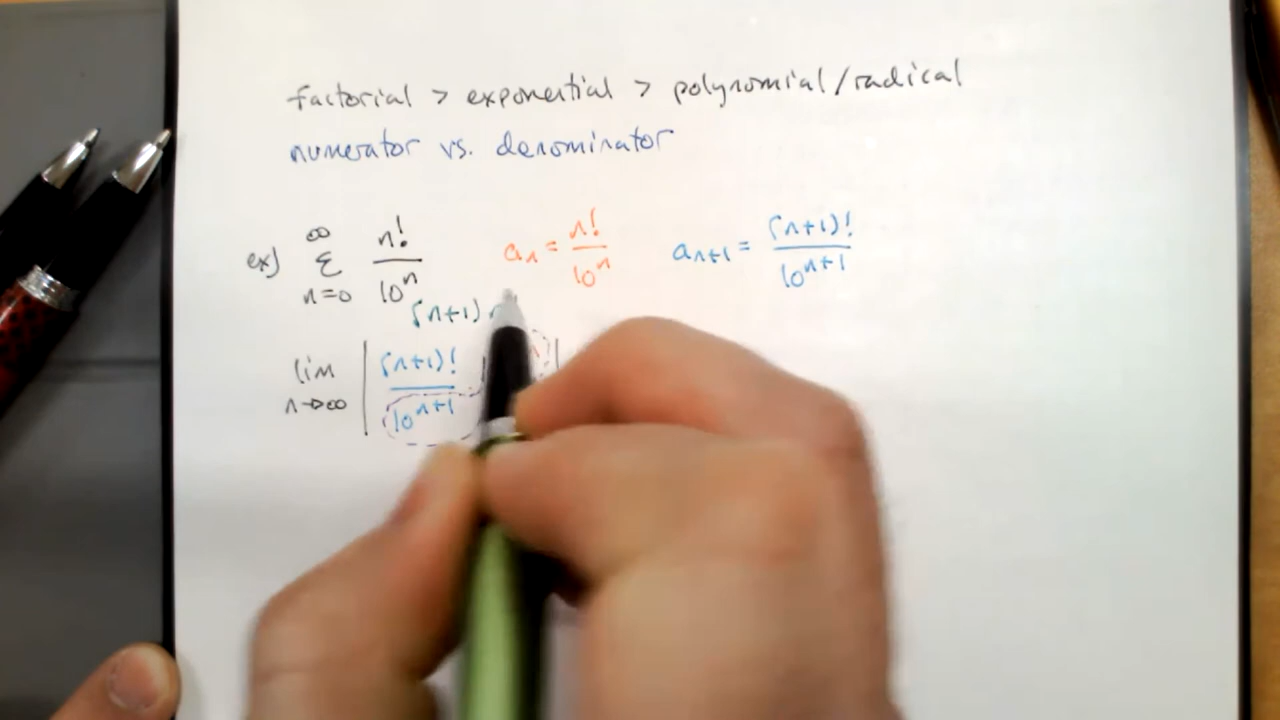 factorial > exponential > polynomial/radical
numerator vs. denominator
ex) ∞ Σ n=0 n!/10^n a_n = n!/10^n a_{n+1} = (n+1)!/10^{n+1}
(n+1)
lim n→∞ | (n+1)!/10^{n+1} |